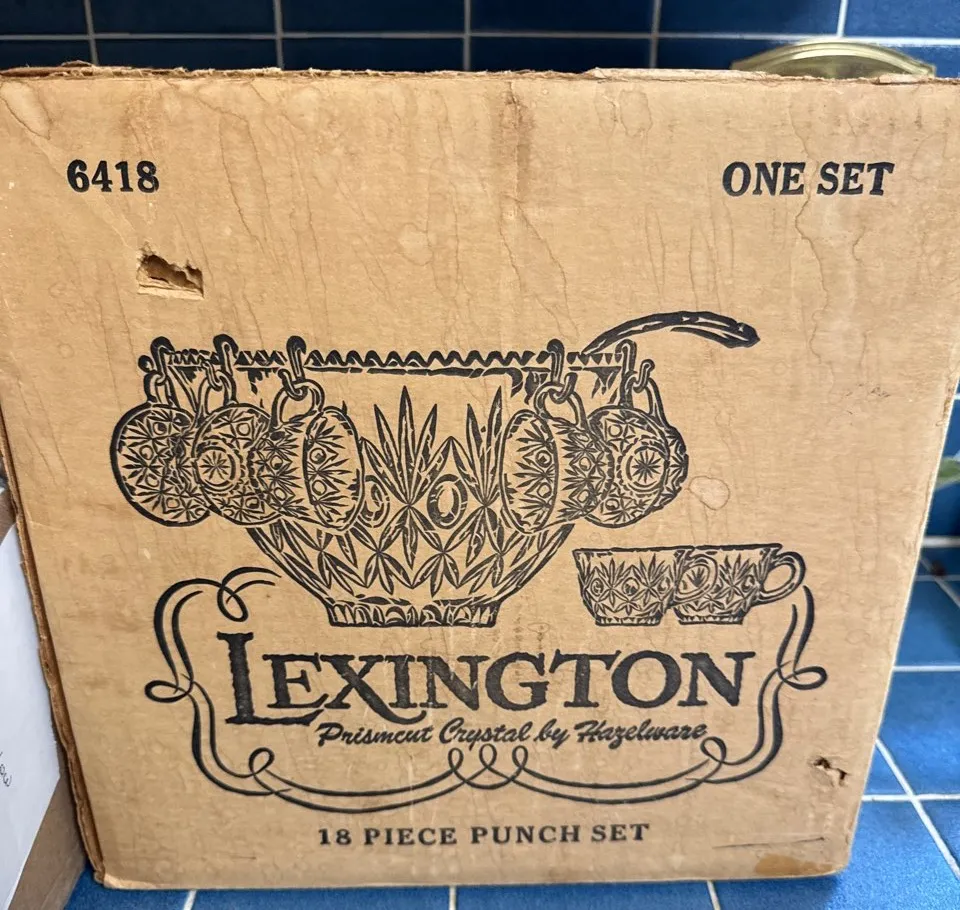 6418
ONE SET
LEXINGTON
Prismcut Crystal by Hazelware
18 PIECE PUNCH SET